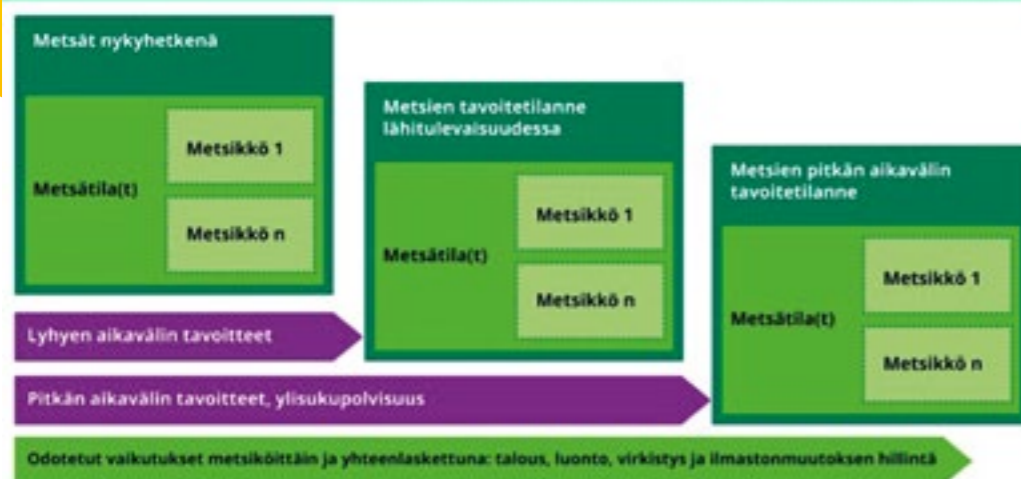 Metsät nykyhetkenä
Metsätila(t)
Metsikkö 1
Metsikkö n
Metsien tavoitetilanne
lähitulevaisuudessa
Metsätila(t)
Metsikkö 1
Metsikkö n
Metsien pitkän aikavälin
tavoitetilanne
Metsätila(t)
Metsikkö 1
Metsikkö n
Lyhyen aikavälin tavoitteet
Pitkän aikavälin tavoitteet, ylisukupolvisuus
Odotetut vaikutukset metsiköittäin ja yhteenlaskettuna: talous, luonto, virkistys ja ilmastonmuutoksen hillintä